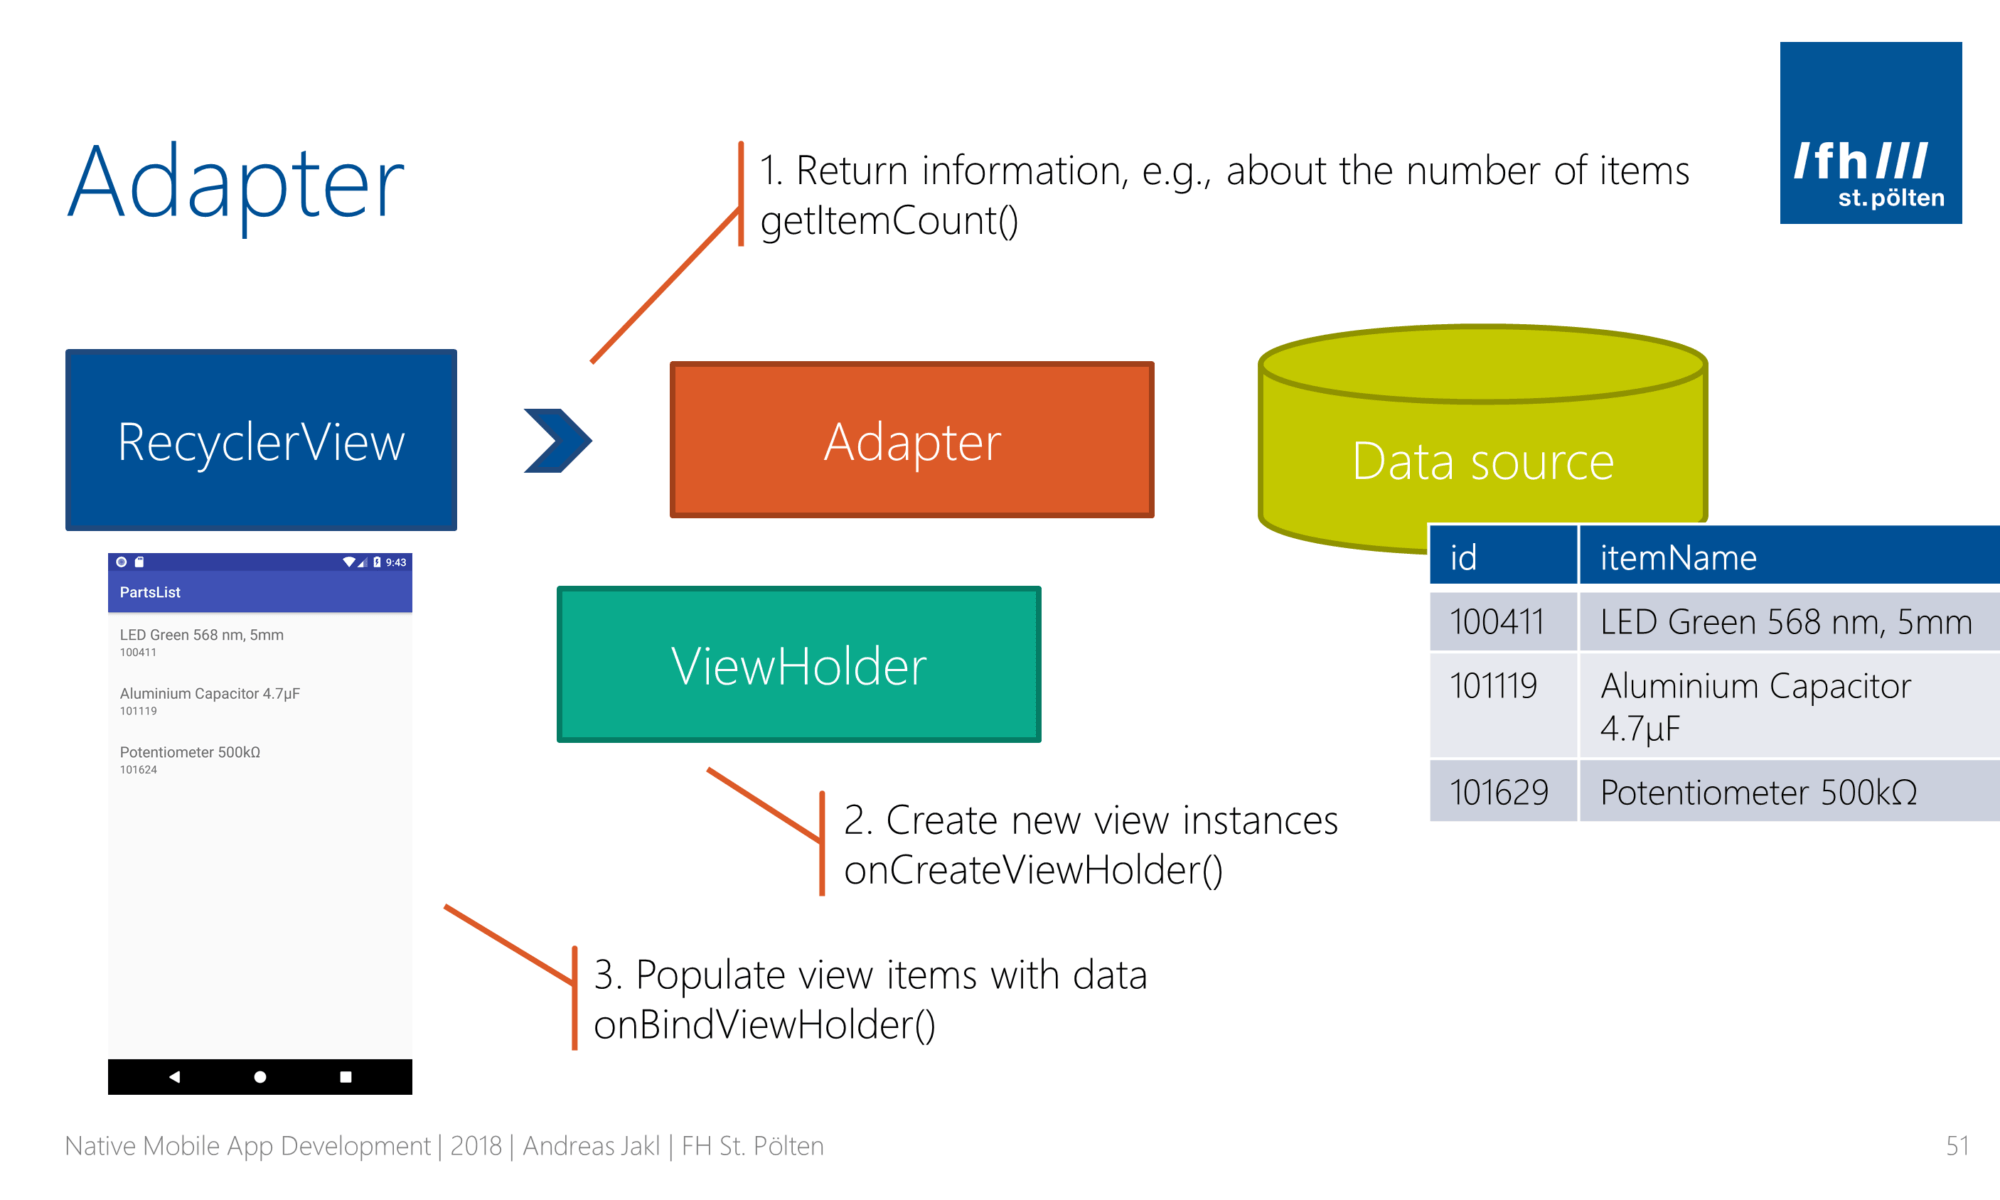 Adapter
1. Return information, e.g., about the number of items
getItemCount()
/fh///
st.pölten
RecyclerView
Adapter
Data source
9:43
PartsList
LED Green 568 nm, 5mm
100411
Aluminium Capacitor 4.7µF
101119
Potentiometer 500kΩ
101624
ViewHolder
id itemName
100411 LED Green 568 nm, 5mm
101119 Aluminium Capacitor
4.7µF
101629 Potentiometer 500kΩ
2. Create new view instances
onCreateViewHolder()
3. Populate view items with data
onBindViewHolder()
Native Mobile App Development | 2018 | Andreas Jakl | FH St. Pölten
51